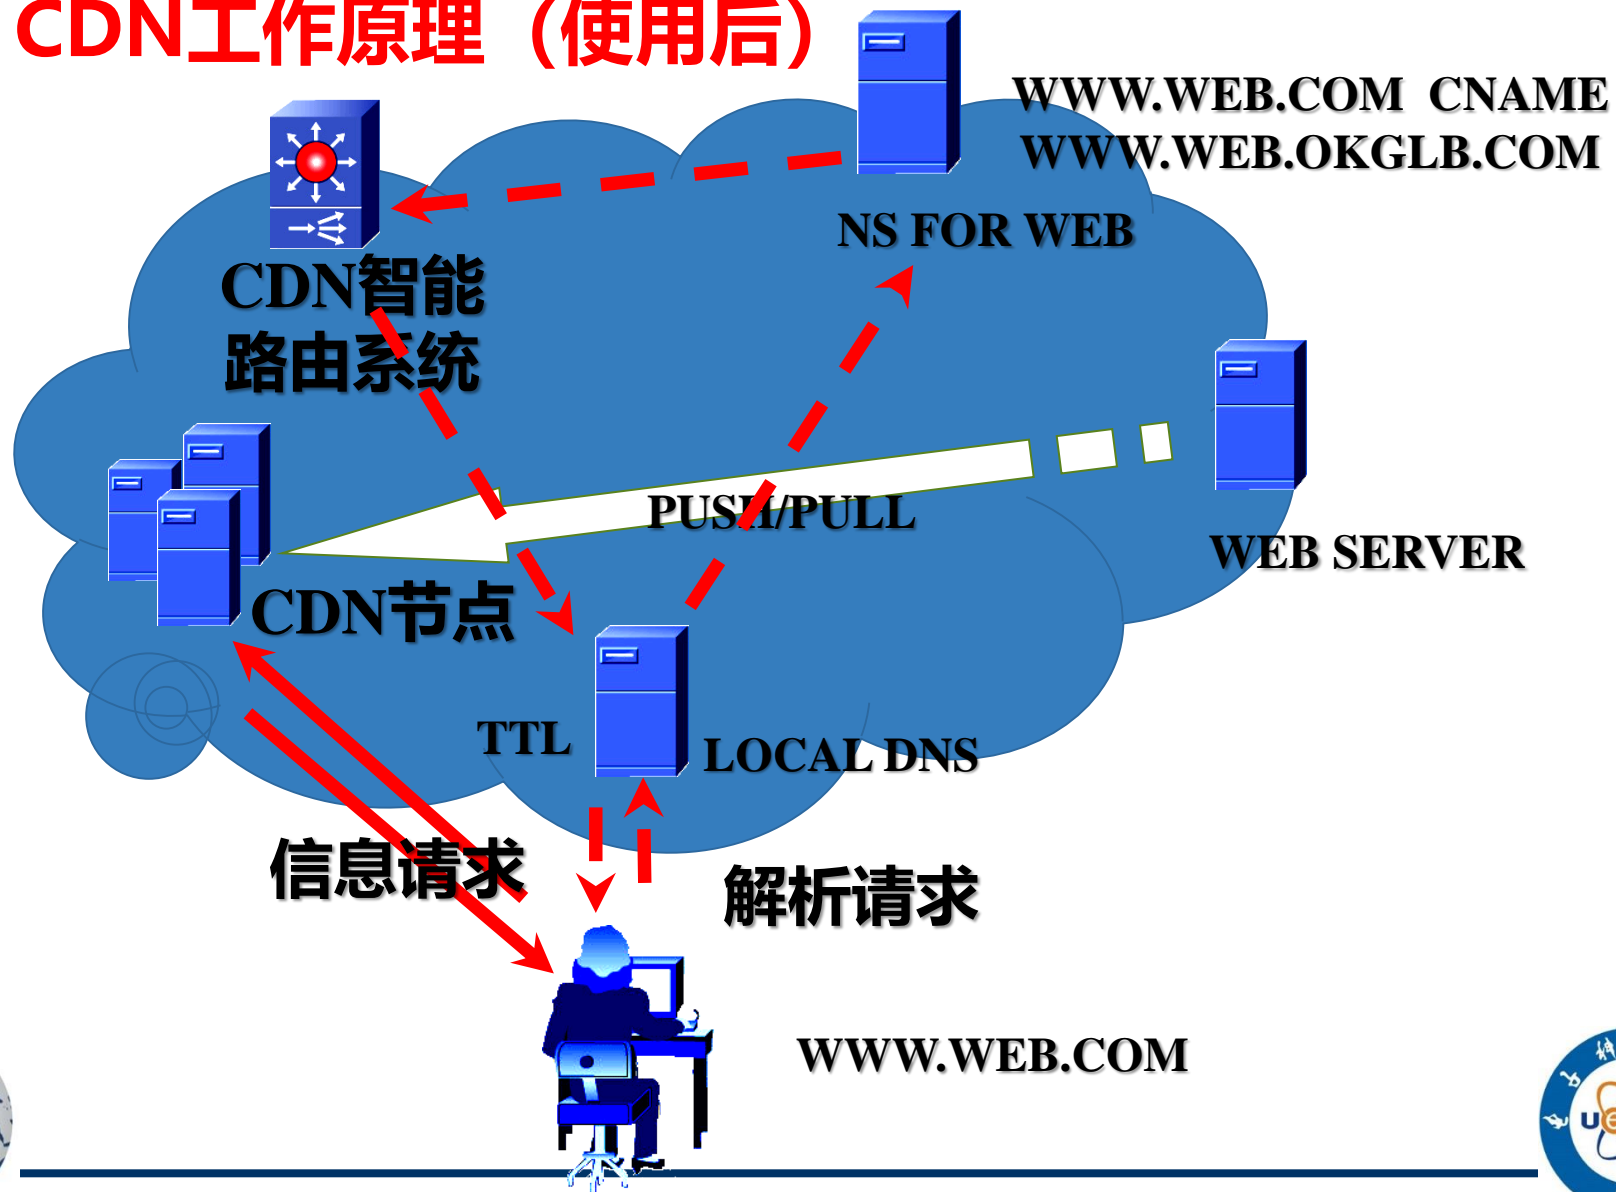 CDN工作原理（使用后）
WWW.WEB.COM CNAME
WWW.WEB.OKGLB.COM
NS FOR WEB
CDN智能
路由系统
PUSH/PULL
WEB SERVER
CDN节点
TTL
LOCAL DNS
信息请求
解析请求
WWW.WEB.COM